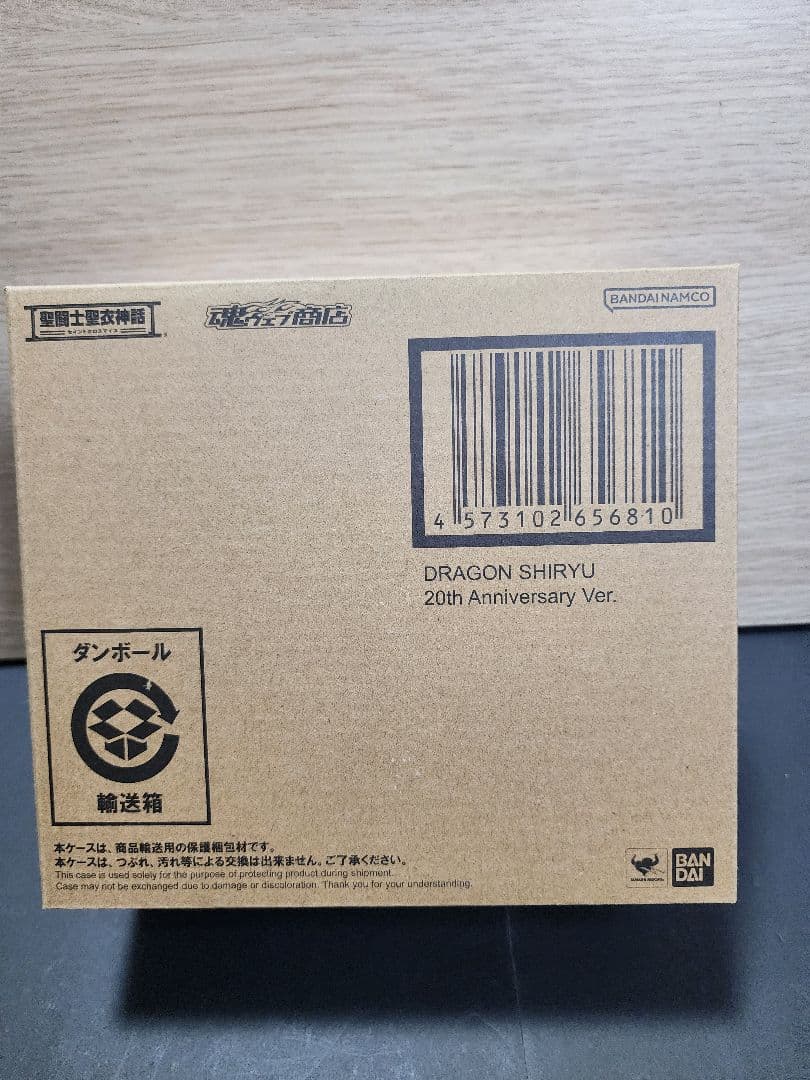 聖闘士聖衣神話
セイントクロスマイス
魂ウェブ商店
BANDAI NAMCO
4 573102 656810
DRAGON SHIRYU
20th Anniversary Ver.
ダンボール
輸送箱
本ケースは、商品輸送用の保護梱包材です。
本ケースは、つぶれ、汚れ等による交換は出来ません。ご了承ください。
This case is used solely for the purpose of protecting product during shipment.
Case may not be exchanged due to damage or discoloration. Thank you for your understanding.
TAMASHII NATIONS
BAN
DAI